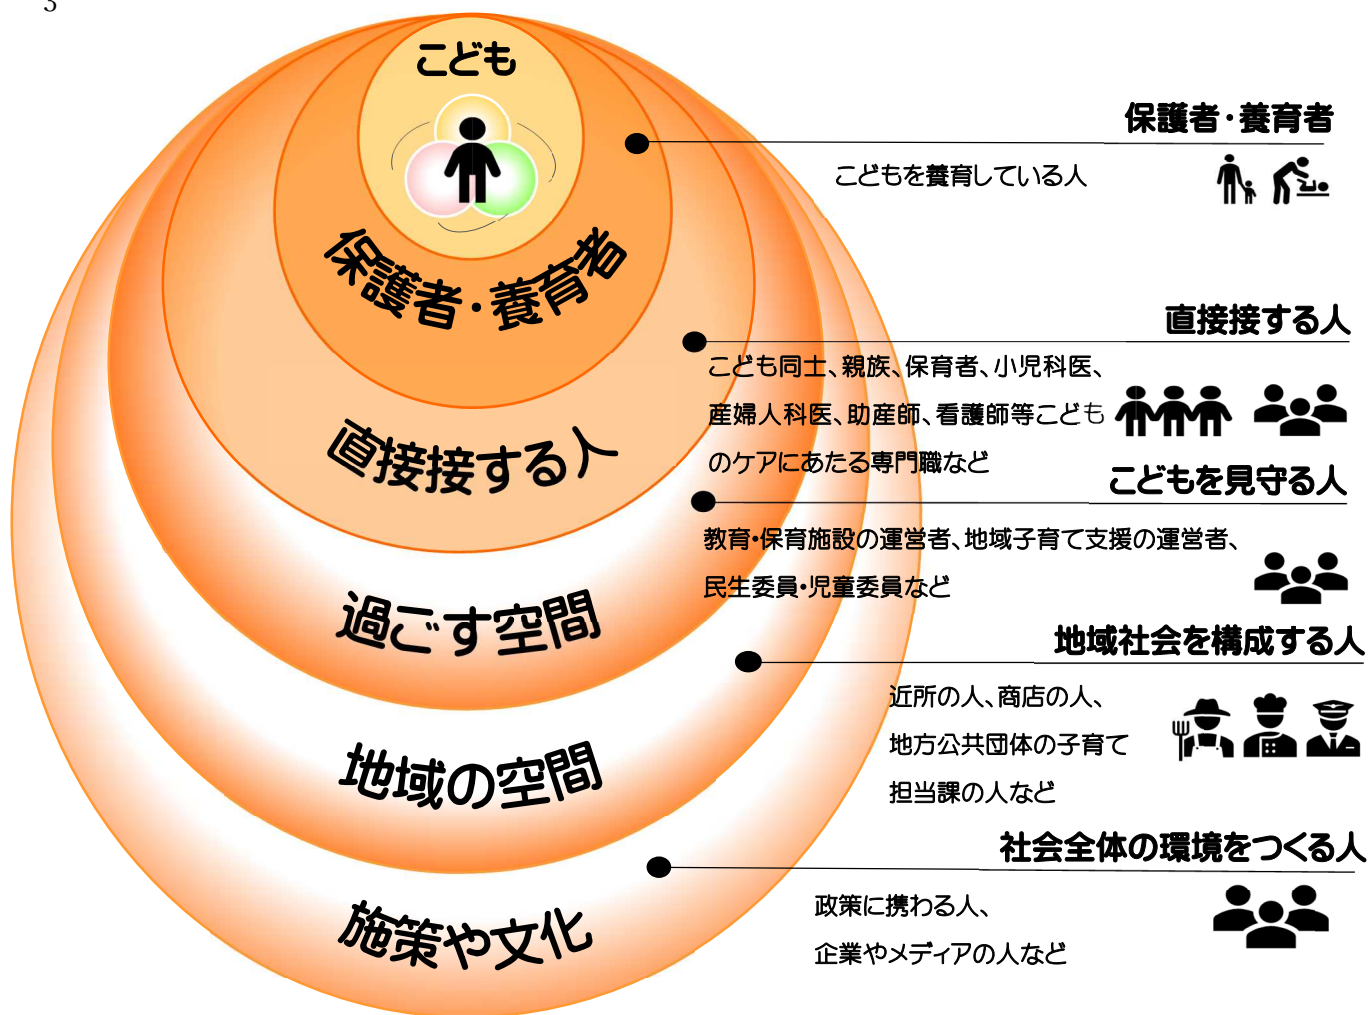 3
こども
保護者・養育者
直接接する人
過ごす空間
地域の空間
施策や文化
保護者・養育者
こどもを養育している人
直接接する人
こども同士、親族、保育者、小児科医、
産婦人科医、助産師、看護師等こども
のケアにあたる専門職など
こどもを見守る人
教育・保育施設の運営者、地域子育て支援の運営者、
民生委員・児童委員など
地域社会を構成する人
近所の人、商店の人、
地方公共団体の子育て
担当課の人など
社会全体の環境をつくる人
政策に携わる人、
企業やメディアの人など